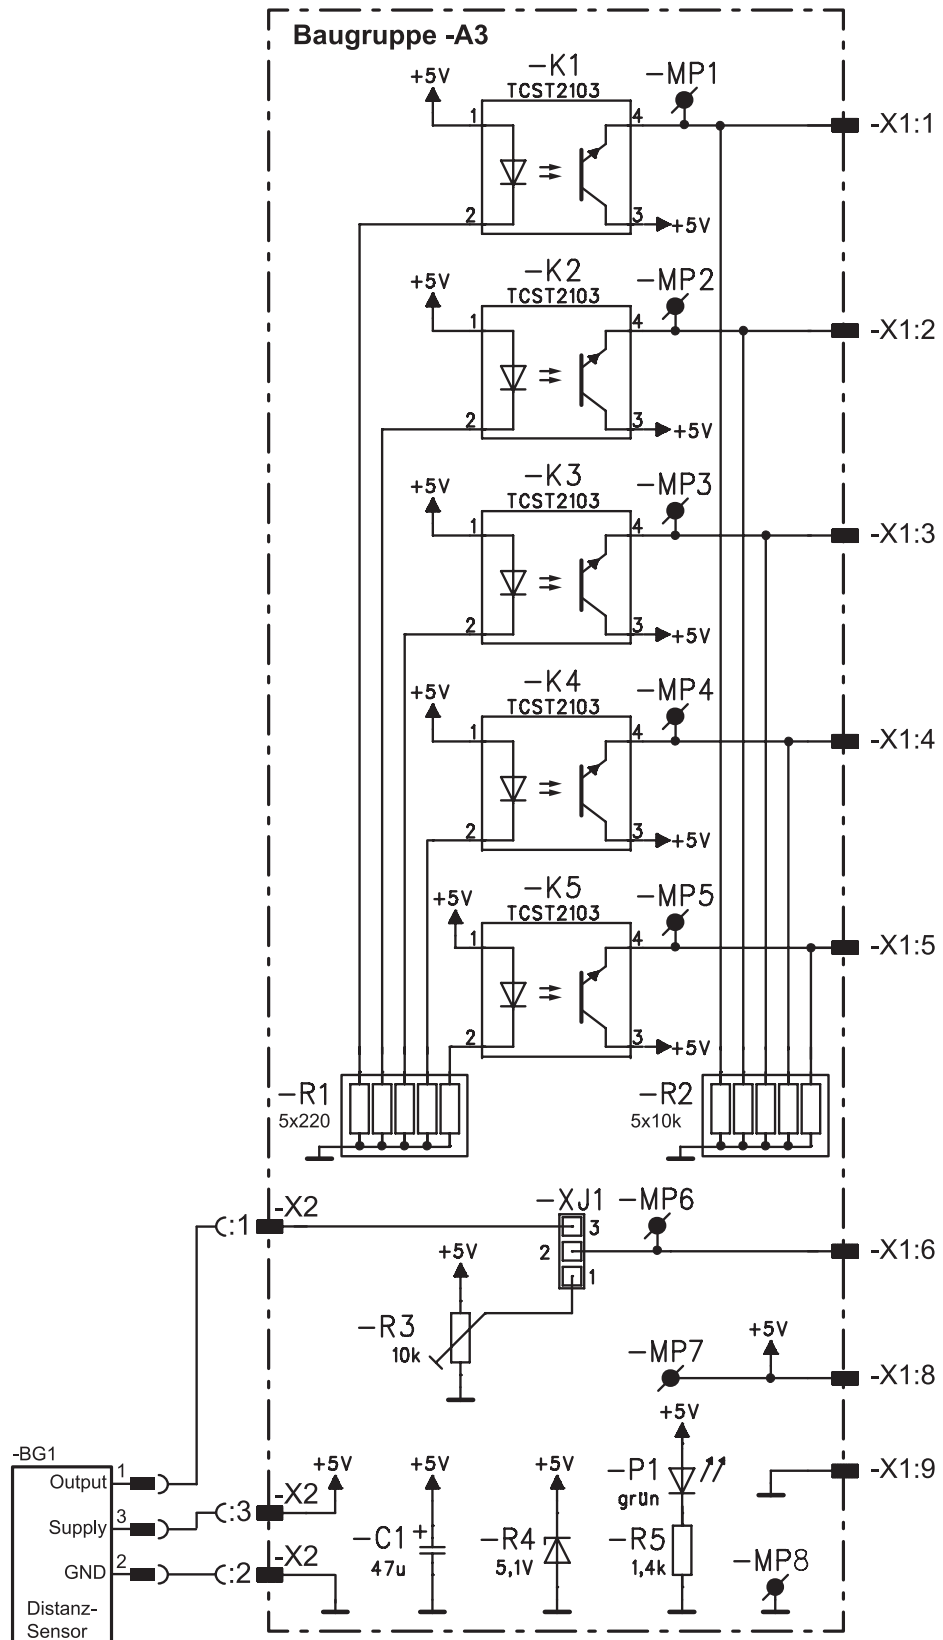 Baugruppe -A3
-K1
TCST2103
+5V
1
2
4
3
+5V
-MP1
-X1:1
-K2
TCST2103
+5V
1
2
4
3
+5V
-MP2
-X1:2
-K3
TCST2103
+5V
1
2
4
3
+5V
-MP3
-X1:3
-K4
TCST2103
+5V
1
2
4
3
+5V
-MP4
-X1:4
-K5
TCST2103
+5V
1
2
4
3
+5V
-MP5
-X1:5
-R1
5x220
-R2
5x10k
:1
-X2
-XJ1
3
2
1
-MP6
-X1:6
+5V
-R3
10k
-MP7
+5V
-X1:8
-BG1
Output
1
Supply
3
GND
2
Distanz-
Sensor
:3
-X2
+5V
:2
-X2
+5V
-C1
+
47u
+5V
-R4
5,1V
+5V
-P1
grün
-R5
1,4k
-X1:9
-MP8